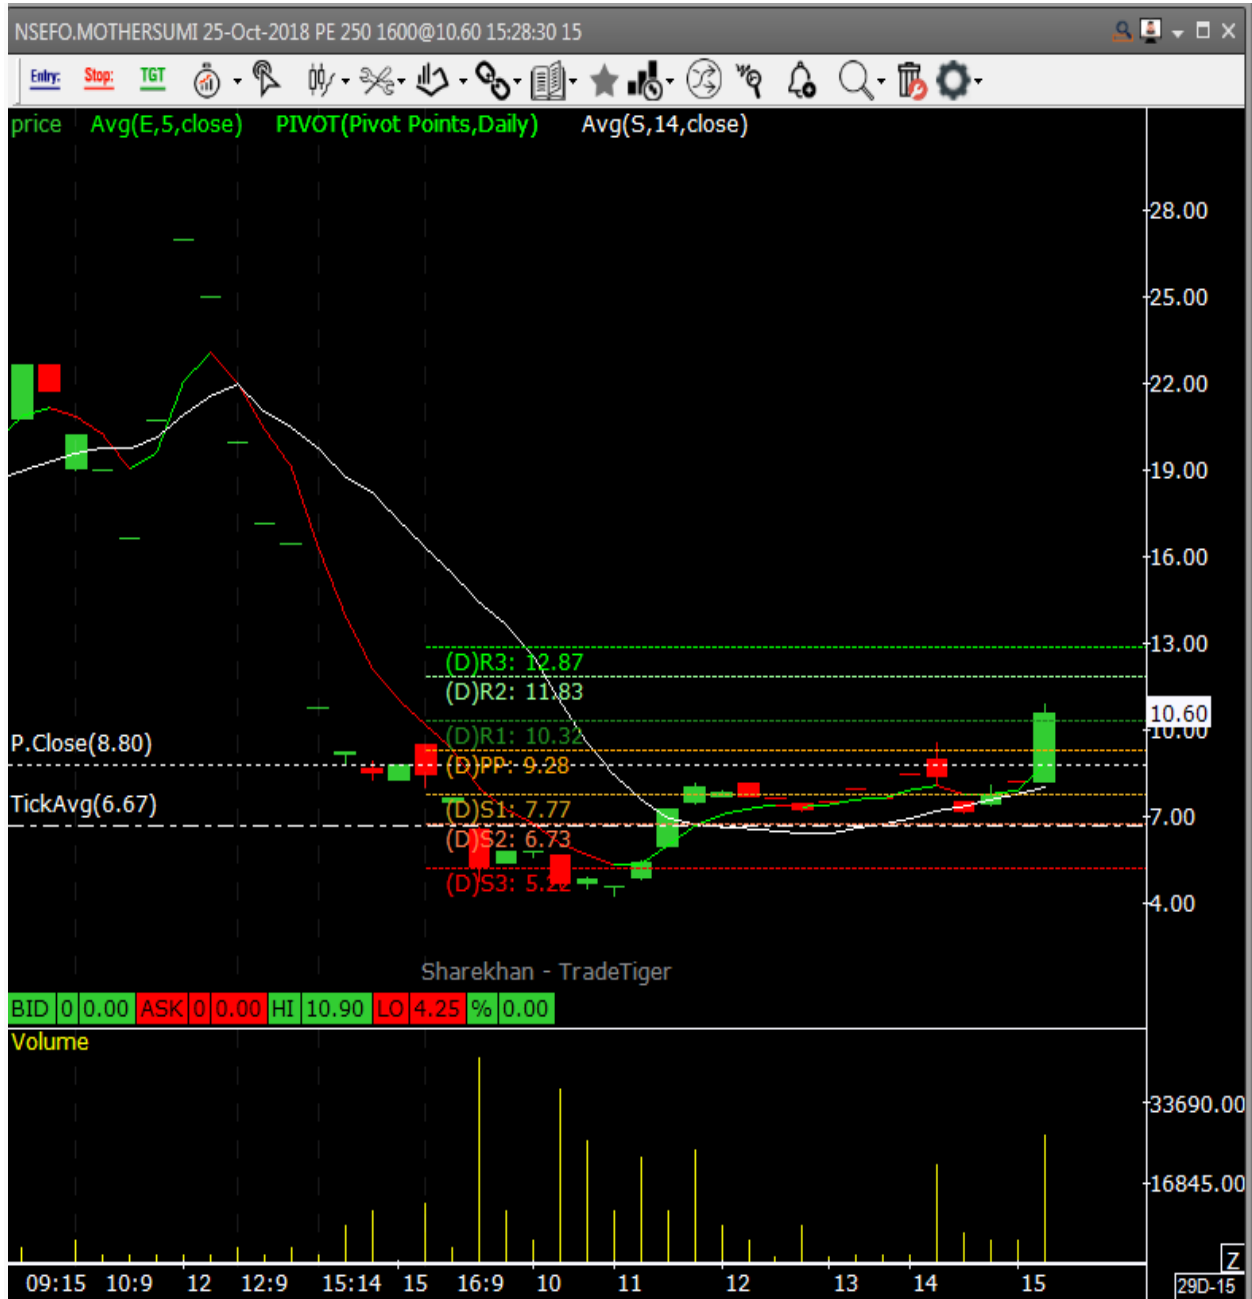 NSEFO.MOTHERSUMI 25-Oct-2018 PE 250 1600@10.60 15:28:30 15
Entry: Stop: TGT
price Avg(E,5,close) PIVOT(Pivot Points,Daily) Avg(S,14,close)
28.00
25.00
22.00
19.00
16.00
13.00
(D)R3: 12.87
(D)R2: 11.83
10.60
(D)R1: 10.32
10.00
P.Close(8.80)
(D)PP: 9.28
TickAvg(6.67)
(D)S1: 7.77
7.00
(D)S2: 6.73
(D)S3: 5.22
4.00
Sharekhan - TradeTiger
BID 0 0.00 ASK 0 0.00 HI 10.90 LO 4.25 % 0.00
Volume
33690.00
16845.00
Z
09:15 10:9 12 12:9 15:14 15 16:9 10 11 12 13 14 15
29D-15